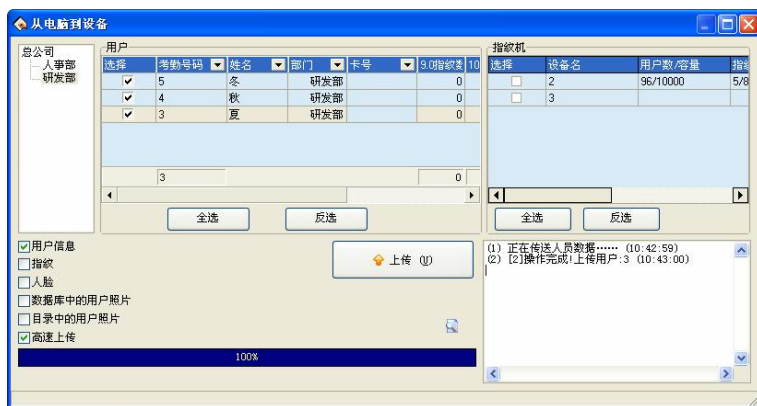 从电脑到设备
总公司
人事部
研发部
用户
选择 考勤号码 姓名 部门 卡号 9.0指纹数 10
5 冬 研发部 0
4 秋 研发部 0
3 夏 研发部 0
3 0
全选 反选
指纹机
选择 设备名 用户数/容量 指纹
2 96/10000 5/8
3
全选 反选
用户信息
指纹
人脸
数据库中的用户照片
目录中的用户照片
高速上传
上传 (U)
100%
(1) 正在传送人员数据…… (10:42:59)
(2) [2]操作完成!上传用户:3 (10:43:00)